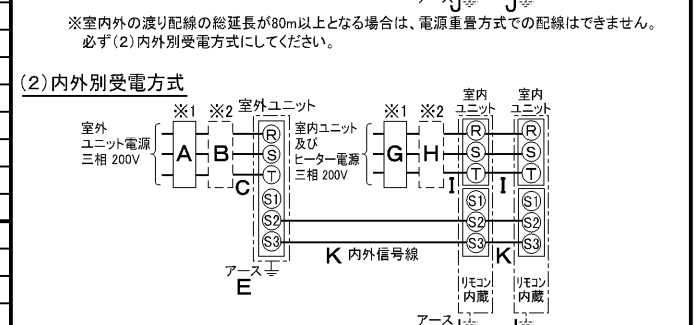 ※室内外の渡り配線の総延長が80m以上となる場合は、電源重畳方式での配線はできません。
必ず(2)内外別受電方式にしてください。
(2)内外別受電方式
※1 ※2 室外ユニット
室外
ユニット電源
三相 200V
A B
C
R
S
T
S1
S2
S3
アース
E
※1 ※2
室内ユニット
及び
ヒーター電源
三相 200V
G H
I I
室内
ユニット
R
S
T
S1
S2
S3
リモコン
内蔵
室内
ユニット
R
S
T
S1
S2
S3
リモコン
内蔵
K 内外信号線
K
アース